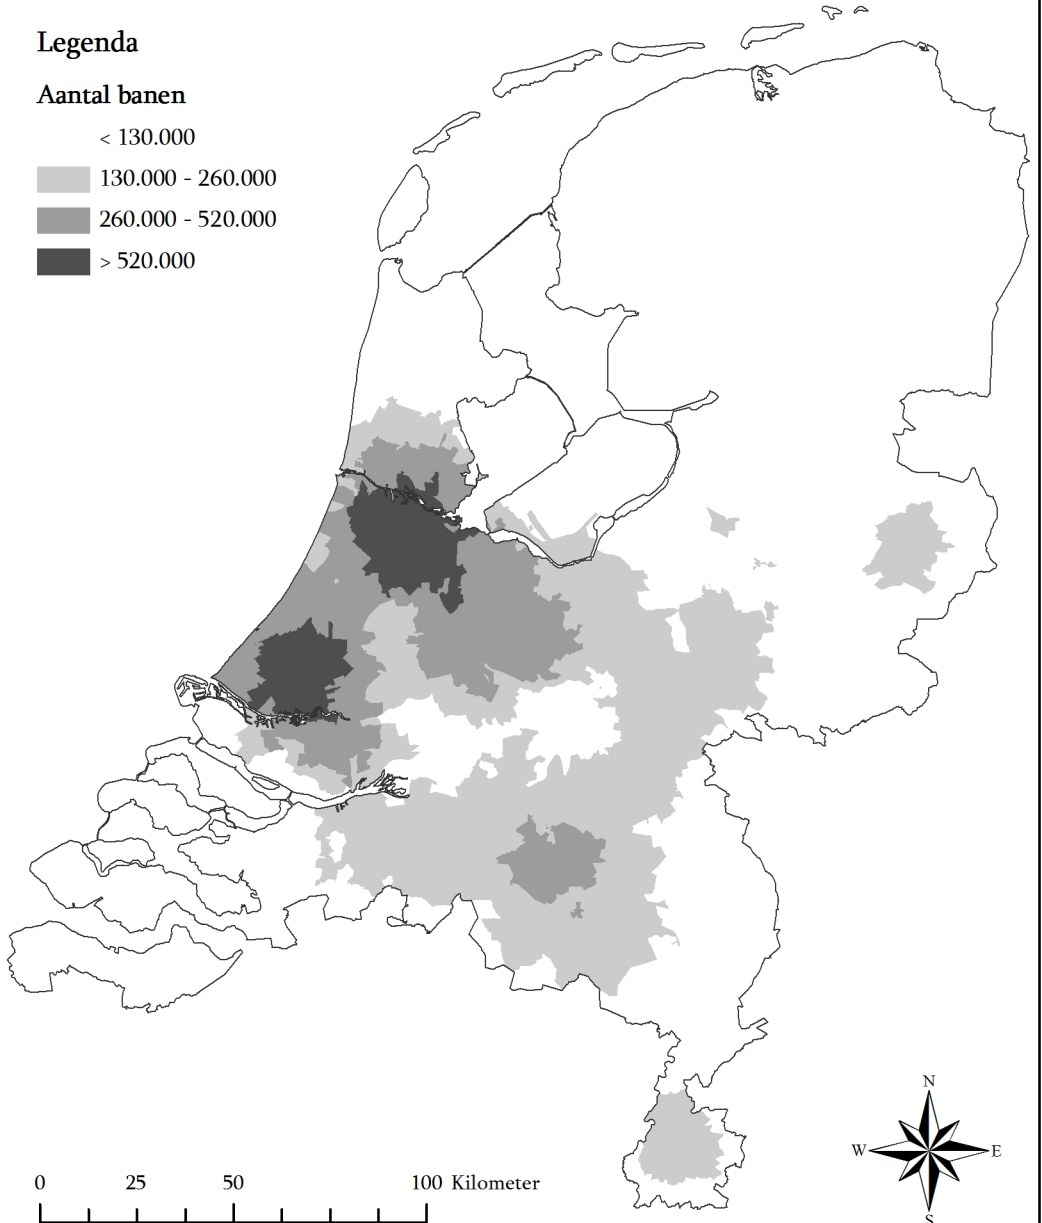 Legenda
Aantal banen
< 130.000
130.000 - 260.000
260.000 - 520.000
> 520.000
N
W E
S
0 25 50 100 Kilometer